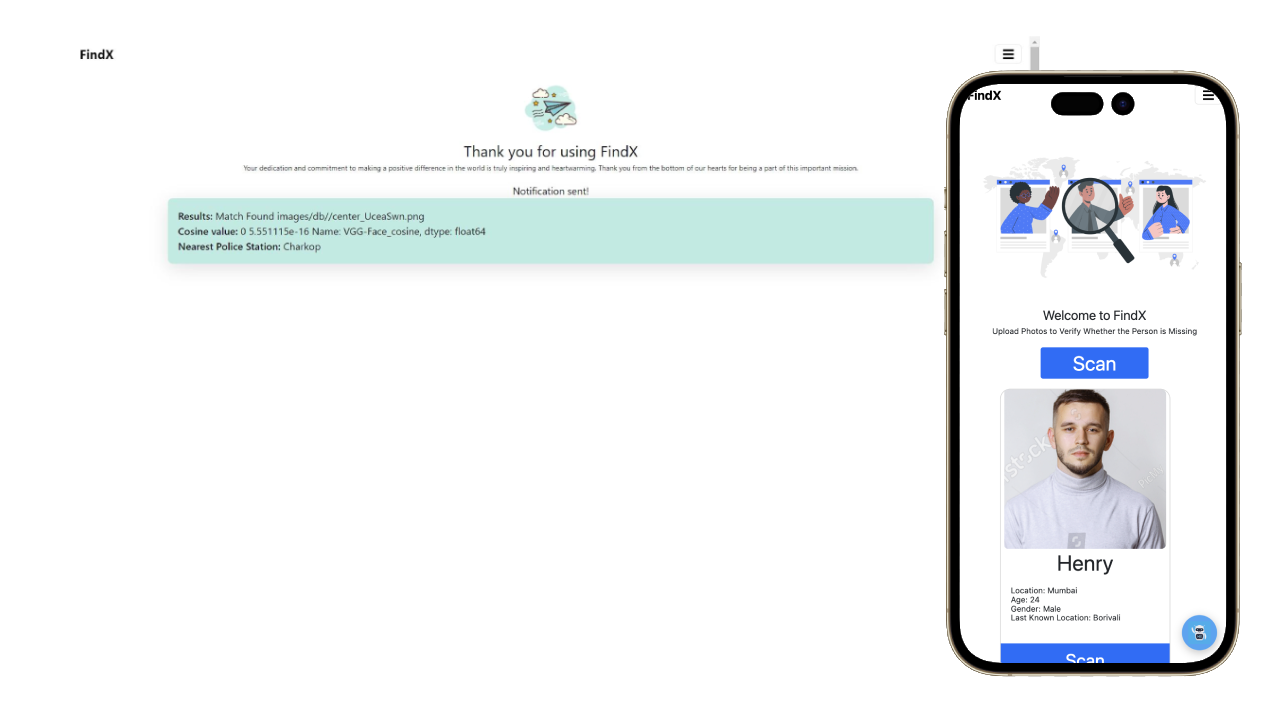 FindX
Thank you for using FindX
Your dedication and commitment to making a positive difference in the world is truly inspiring and heartwarming. Thank you from the bottom of our hearts for being a part of this important mission.
Notification sent!
Results: Match Found images/db//center_UceaSwn.png
Cosine value: 0 5.551115e-16 Name: VGG-Face_cosine, dtype: float64
Nearest Police Station: Charkop
FindX
Welcome to FindX
Upload Photos to Verify Whether the Person is Missing
Scan
Henry
Location: Mumbai
Age: 24
Gender: Male
Last Known Location: Borivali
Scan